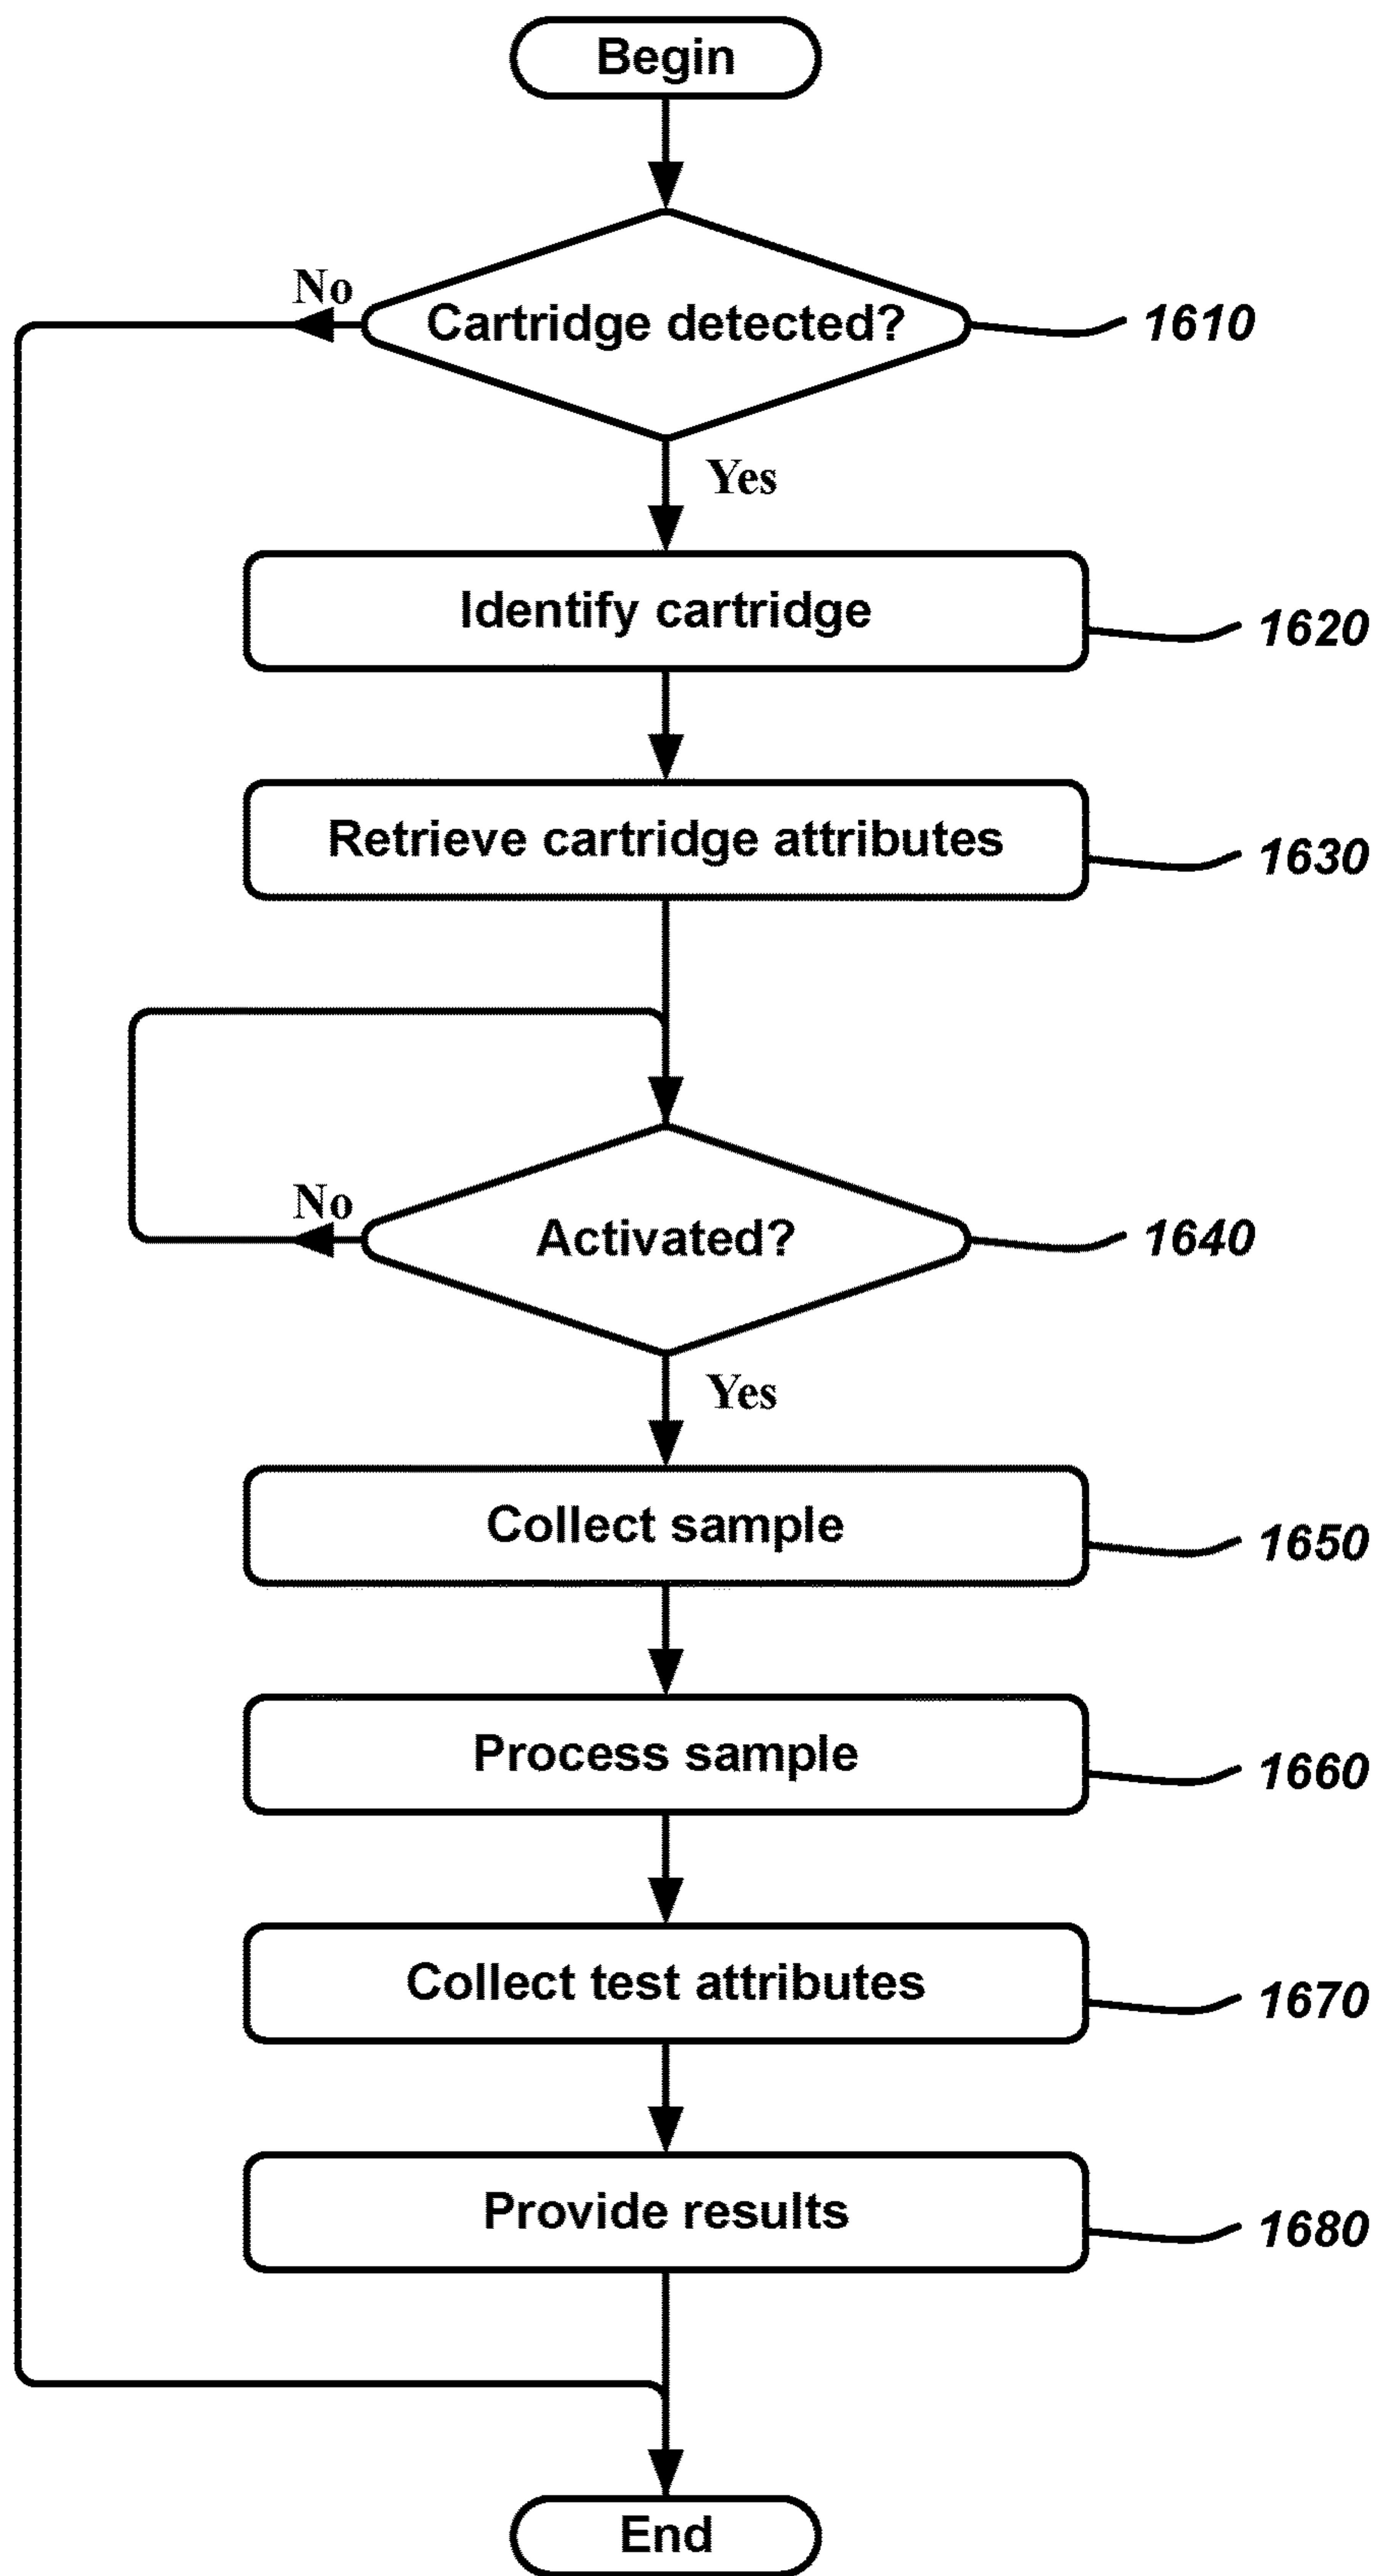 Begin
No
Cartridge detected?
1610
Yes
Identify cartridge
1620
Retrieve cartridge attributes
1630
No
Activated?
1640
Yes
Collect sample
1650
Process sample
1660
Collect test attributes
1670
Provide results
1680
End